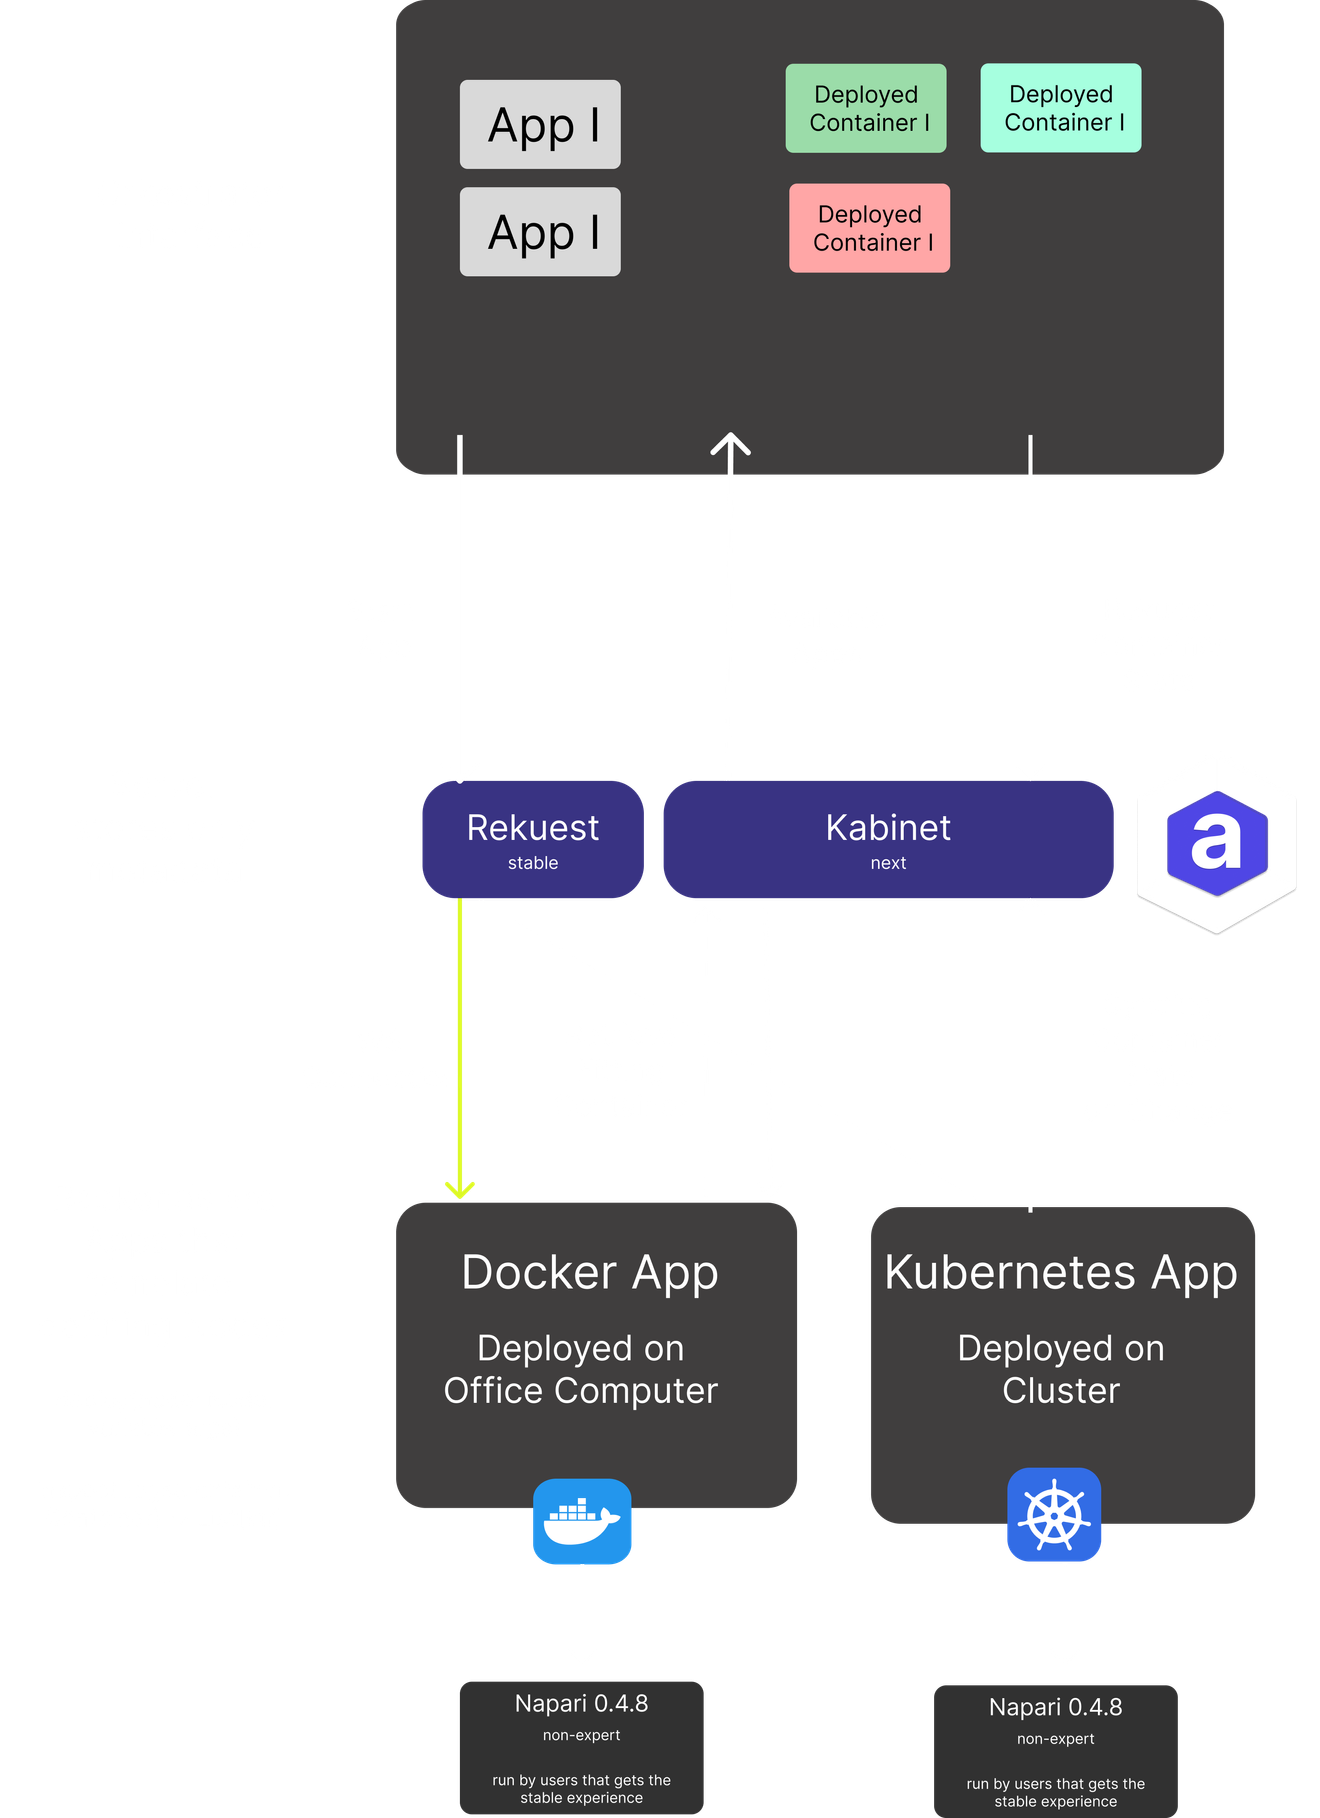 App I
App I
Deployed
Container I
Deployed
Container I
Deployed
Container I
Rekuest
stable
Kabinet
next
a
Docker App
Deployed on
Office Computer
Kubernetes App
Deployed on
Cluster
Napari 0.4.8
non-expert
run by users that gets the
stable experience
Napari 0.4.8
non-expert
run by users that gets the
stable experience